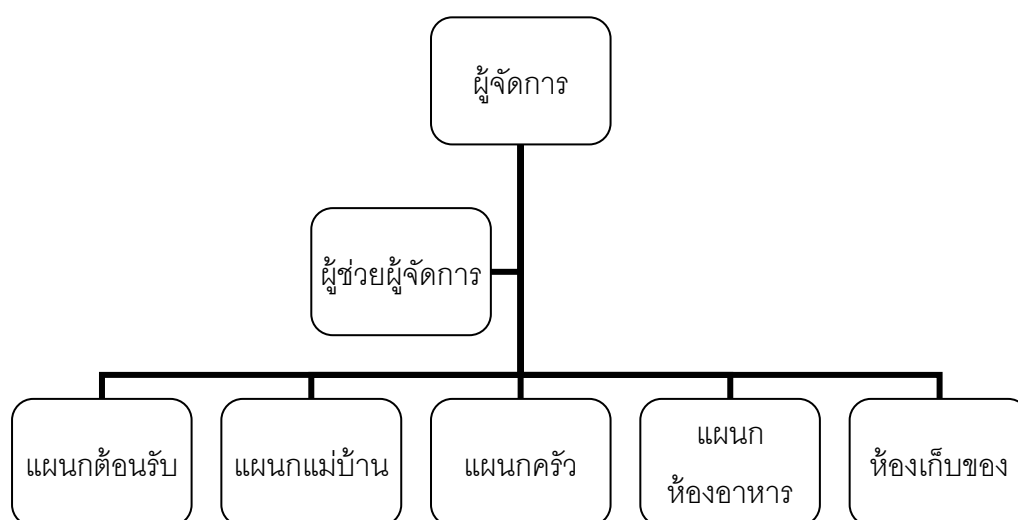 ผู้จัดการ
ผู้ช่วยผู้จัดการ
แผนกต้อนรับ
แผนกแม่บ้าน
แผนกครัว
แผนก
ห้องอาหาร
ห้องเก็บของ